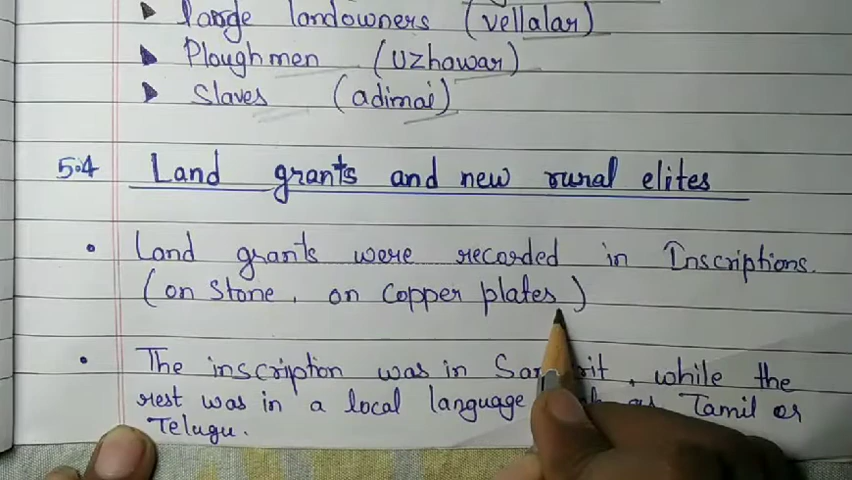 large landowners (vellalar)
Ploughmen (Uzhawar)
Slaves (adimai)
5.4 Land grants and new rural elites
Land grants were recorded in Inscriptions.
(on stone, on copper plates)
The inscription was in , while the
rest was in a local language as Tamil or
Telugu.